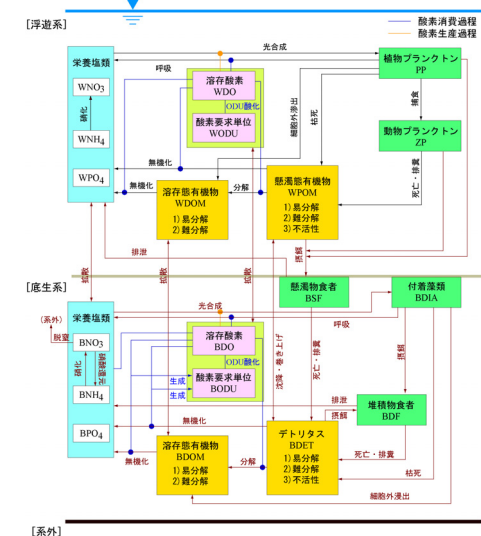 [浮遊系]
酸素消費過程
酸素生産過程
光合成
栄養塩類
WNO3
硝化
WNH4
WPO4
呼吸
溶存酸素
WDO
ODU酸化
酸素要求単位
WODU
植物プランクトン
PP
捕食
動物プランクトン
ZP
細胞外滲出
枯死
死亡・排糞
無機化
無機化
溶存態有機物
WDOM
1)易分解
2)難分解
分解
懸濁態有機物
WPOM
1)易分解
2)難分解
3)不活性
排泄
摂餌
拡散
拡散
拡散
[底生系]
懸濁物食者
BSF
付着藻類
BDIA
光合成
呼吸
(系外)
脱窒
栄養塩類
BNO3
硝化
BNH4
BPO4
溶存酸素
BDO
ODU酸化
酸素要求単位
BODU
生成
生成
沈降・巻き上げ
死亡・排糞
摂餌
排泄
摂餌
堆積物食者
BDF
無機化
無機化
溶存態有機物
BDOM
1)易分解
2)難分解
分解
デトリタス
BDET
1)易分解
2)難分解
3)不活性
死亡・排糞
枯死
細胞外滲出
[系外]